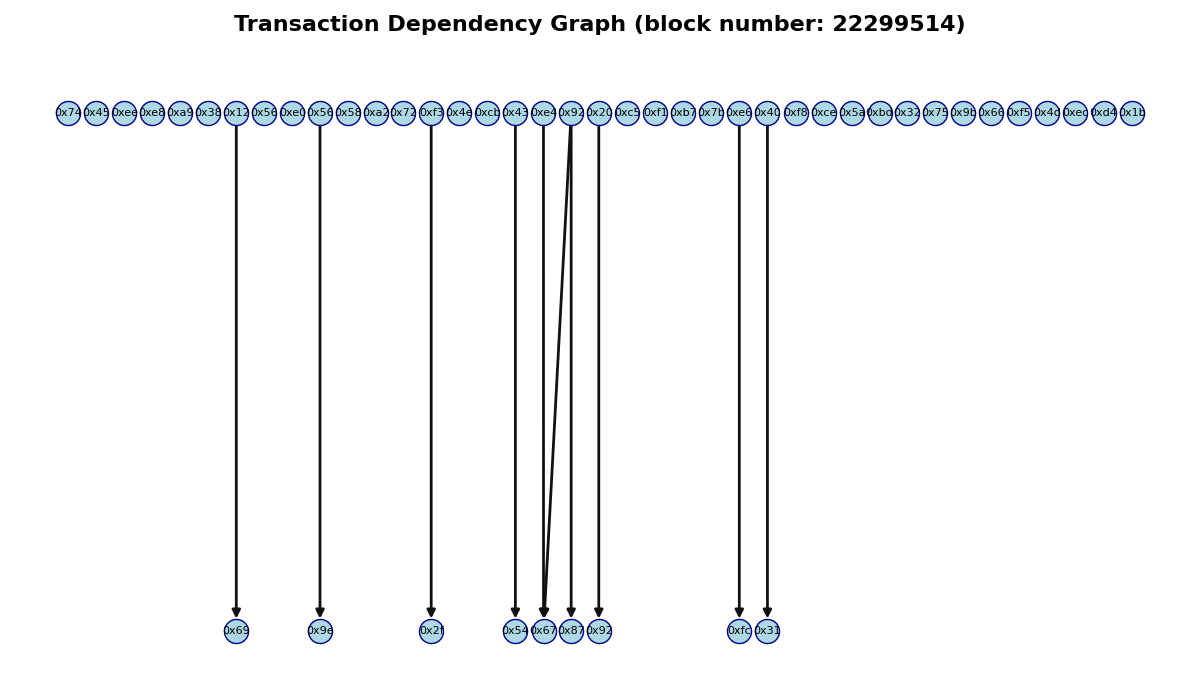 Transaction Dependency Graph (block number: 22299514)
0x74 0x45 0xee 0xe8 0xa9 0x38 0x12 0x56 0xe0 0x56 0x58 0xa2 0x72 0xf3 0x4e 0xcb 0x43 0xe4 0x92 0x20 0xc5 0xf1 0xb7 0x7b 0xe6 0x40 0xf8 0xce 0x5a 0xbd 0x32 0x75 0x9b 0x66 0xf5 0x4d 0xec 0xd4 0x1b
0x69 0x9e 0x2f 0x54 0x67 0x87 0x92 0xfc 0x31